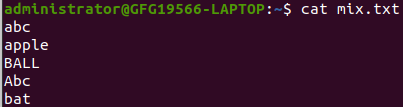 administrator@GFG19566-LAPTOP:~$ cat mix.txt
abc
apple
BALL
Abc
bat